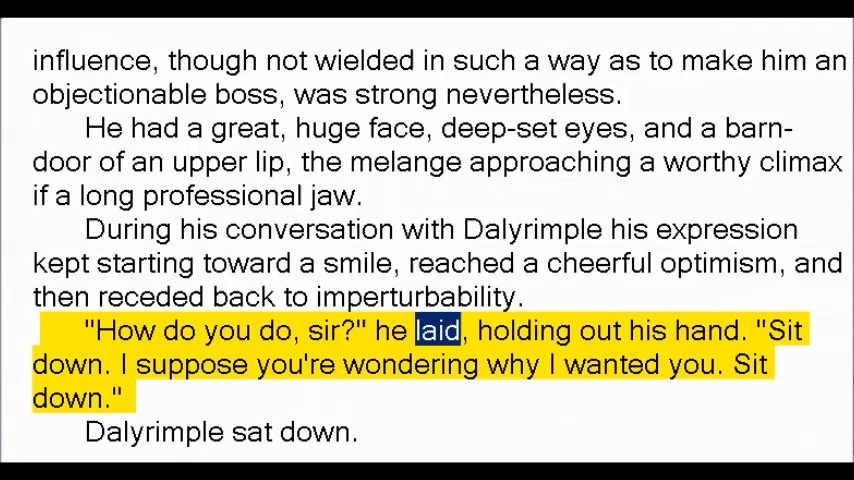 influence, though not wielded in such a way as to make him an
objectionable boss, was strong nevertheless.
He had a great, huge face, deep-set eyes, and a barn-
door of an upper lip, the melange approaching a worthy climax
if a long professional jaw.
During his conversation with Dalyrimple his expression
kept starting toward a smile, reached a cheerful optimism, and
then receded back to imperturbability.
"How do you do, sir?" he laid, holding out his hand. "Sit
down. I suppose you're wondering why I wanted you. Sit
down."
Dalyrimple sat down.